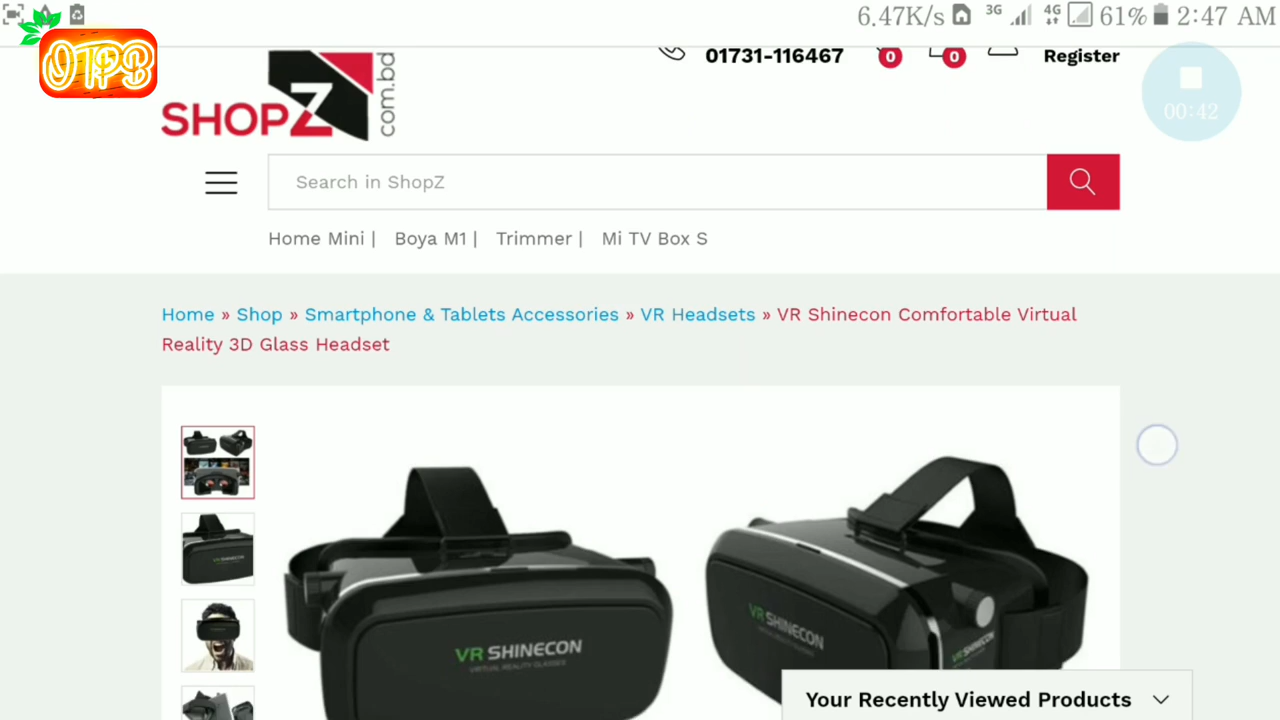 6.47K/s 3G 4G 61% 2:47 AM
OTPB
01731-116467 0 0 Register
00:42
SHOPZ
com.bd
Search in ShopZ
Home Mini | Boya M1 | Trimmer | Mi TV Box S
Home » Shop » Smartphone & Tablets Accessories » VR Headsets » VR Shinecon Comfortable Virtual
Reality 3D Glass Headset
VR SHINECON
VIRTUAL REALITY GLASSES
VR SHINECON
VR SHINECON
Your Recently Viewed Products